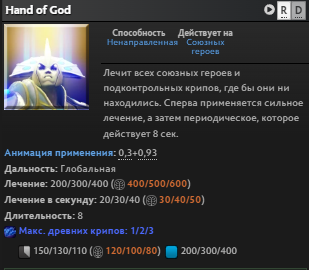 Hand of God R D
Способность Действует на
Ненаправленная Союзных
героев
Лечит всех союзных героев и
подконтрольных крипов, где бы они ни
находились. Сперва применяется сильное
лечение, а затем периодическое, которое
действует 8 сек.
Анимация применения: 0,3+0,93
Дальность: Глобальная
Лечение: 200/300/400 (400/500/600)
Лечение в секунду: 20/30/40 (30/40/50)
Длительность: 8
Макс. древних крипов: 1/2/3
150/130/110 (120/100/80) 200/300/400